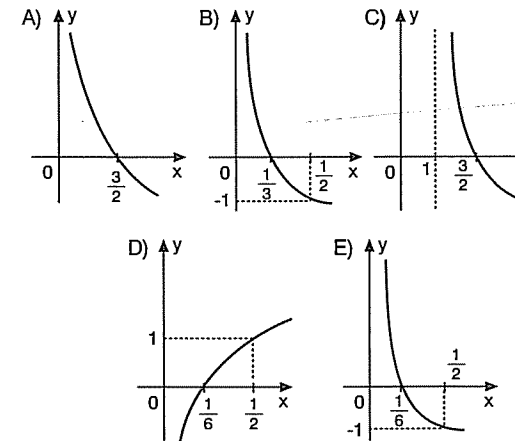 A) y B) y C) y
0 3/2 x 0 1/3 1/2 x -1 0 1 3/2 x
D) y E) y
1 0 1/6 1/2 x 0 1/6 1/2 x -1